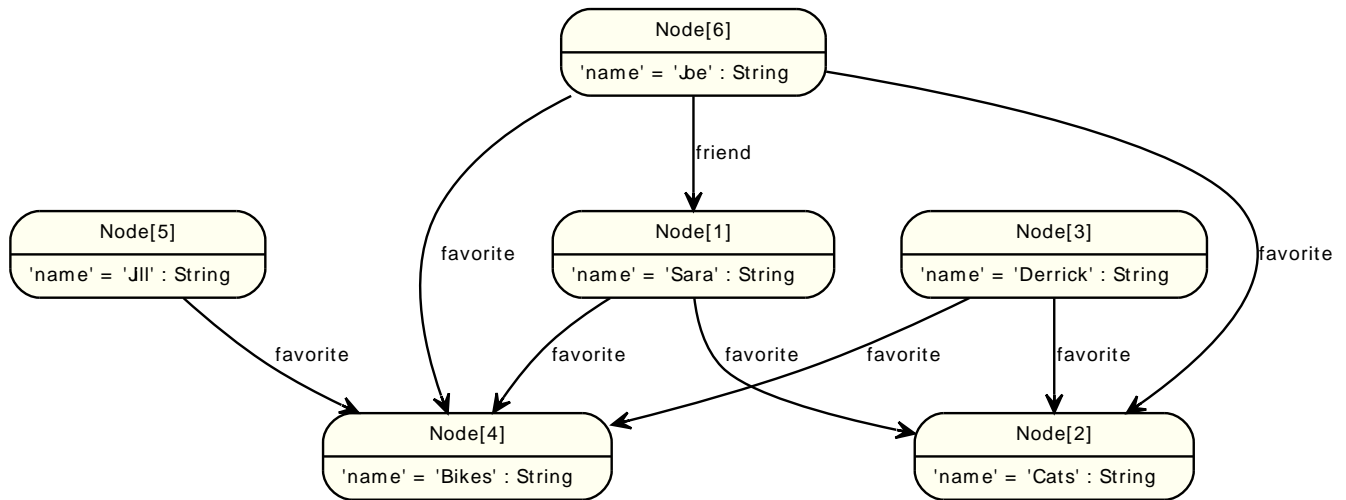 Node[6]
'name' = 'Joe' : String
friend
Node[5]
'name' = 'Jill' : String
favorite
Node[1]
'name' = 'Sara' : String
Node[3]
'name' = 'Derrick' : String
favorite
favorite
favorite
favorite
favorite
favorite
Node[4]
'name' = 'Bikes' : String
Node[2]
'name' = 'Cats' : String